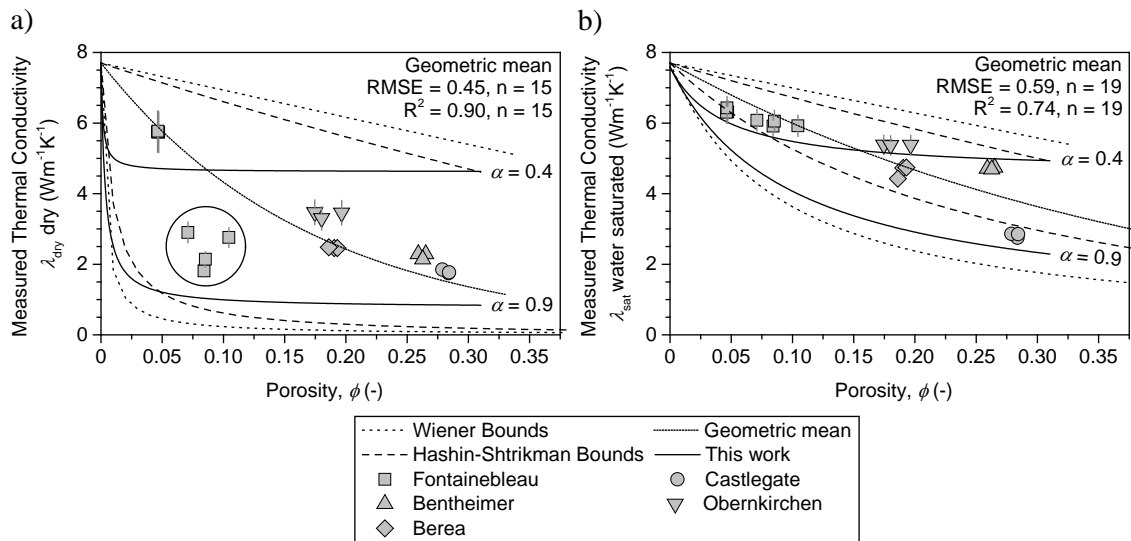 a)
Measured Thermal Conductivity
λdry dry (Wm⁻¹K⁻¹)
8
6
4
2
0
Geometric mean
RMSE = 0.45, n = 15
R² = 0.90, n = 15
α = 0.4
α = 0.9
0.00 0.05 0.10 0.15 0.20 0.25 0.30 0.35
Porosity, ϕ (-)
b)
Measured Thermal Conductivity
λsat water saturated (Wm⁻¹K⁻¹)
8
6
4
2
0
Geometric mean
RMSE = 0.59, n = 19
R² = 0.74, n = 19
α = 0.4
α = 0.9
0.00 0.05 0.10 0.15 0.20 0.25 0.30 0.35
Porosity, ϕ (-)
Wiener Bounds
Geometric mean
Hashin-Shtrikman Bounds
This work
Fontainebleau
Castlegate
Bentheimer
Obernkirchen
Berea